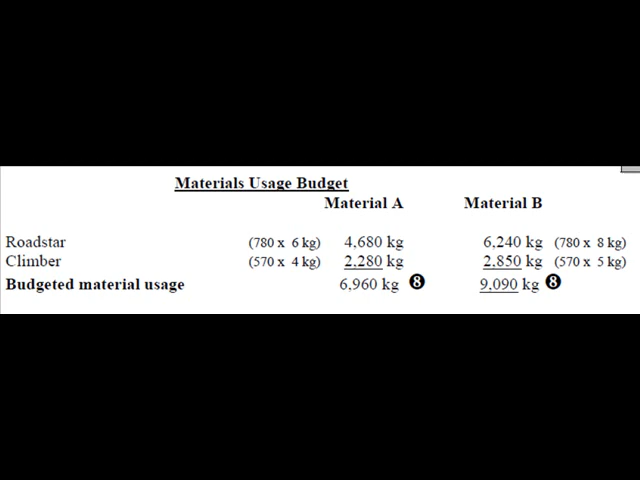 Materials Usage Budget
Material A Material B
Roadstar (780 x 6 kg) 4,680 kg 6,240 kg (780 x 8 kg)
Climber (570 x 4 kg) 2,280 kg 2,850 kg (570 x 5 kg)
Budgeted material usage 6,960 kg ❽ 9,090 kg ❽